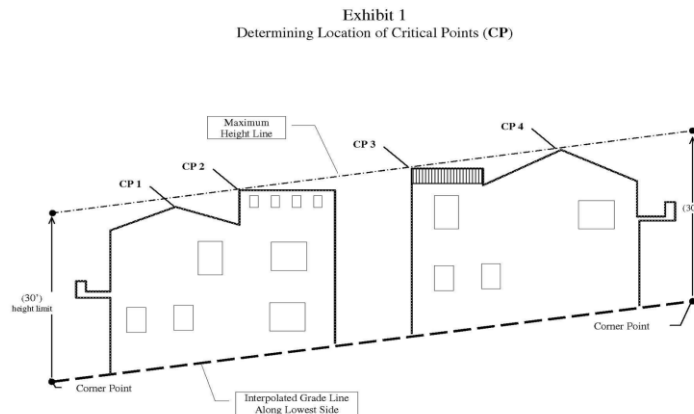 Exhibit 1
Determining Location of Critical Points (CP)
Maximum
Height Line
CP 4
CP 3
CP 2
CP 1
(30
(30')
height limit
Corner Point
Corner Point
Interpolated Grade Line
Along Lowest Side